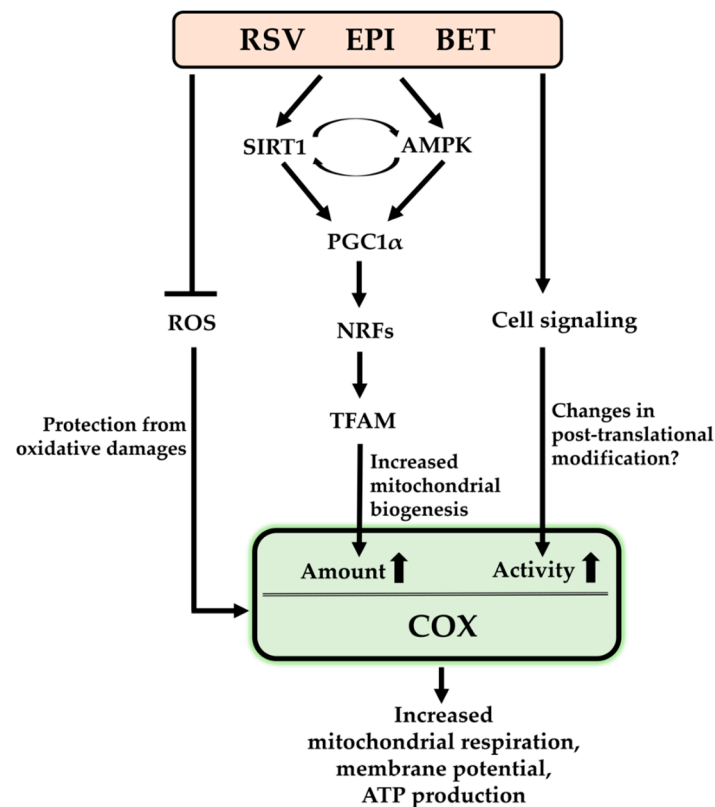 RSV EPI BET
SIRT1 AMPK
PGC1α
ROS
NRFs
Cell signaling
TFAM
Protection from
oxidative damages
Increased
mitochondrial
biogenesis
Changes in
post-translational
modification?
Amount
Activity
COX
Increased
mitochondrial respiration,
membrane potential,
ATP production